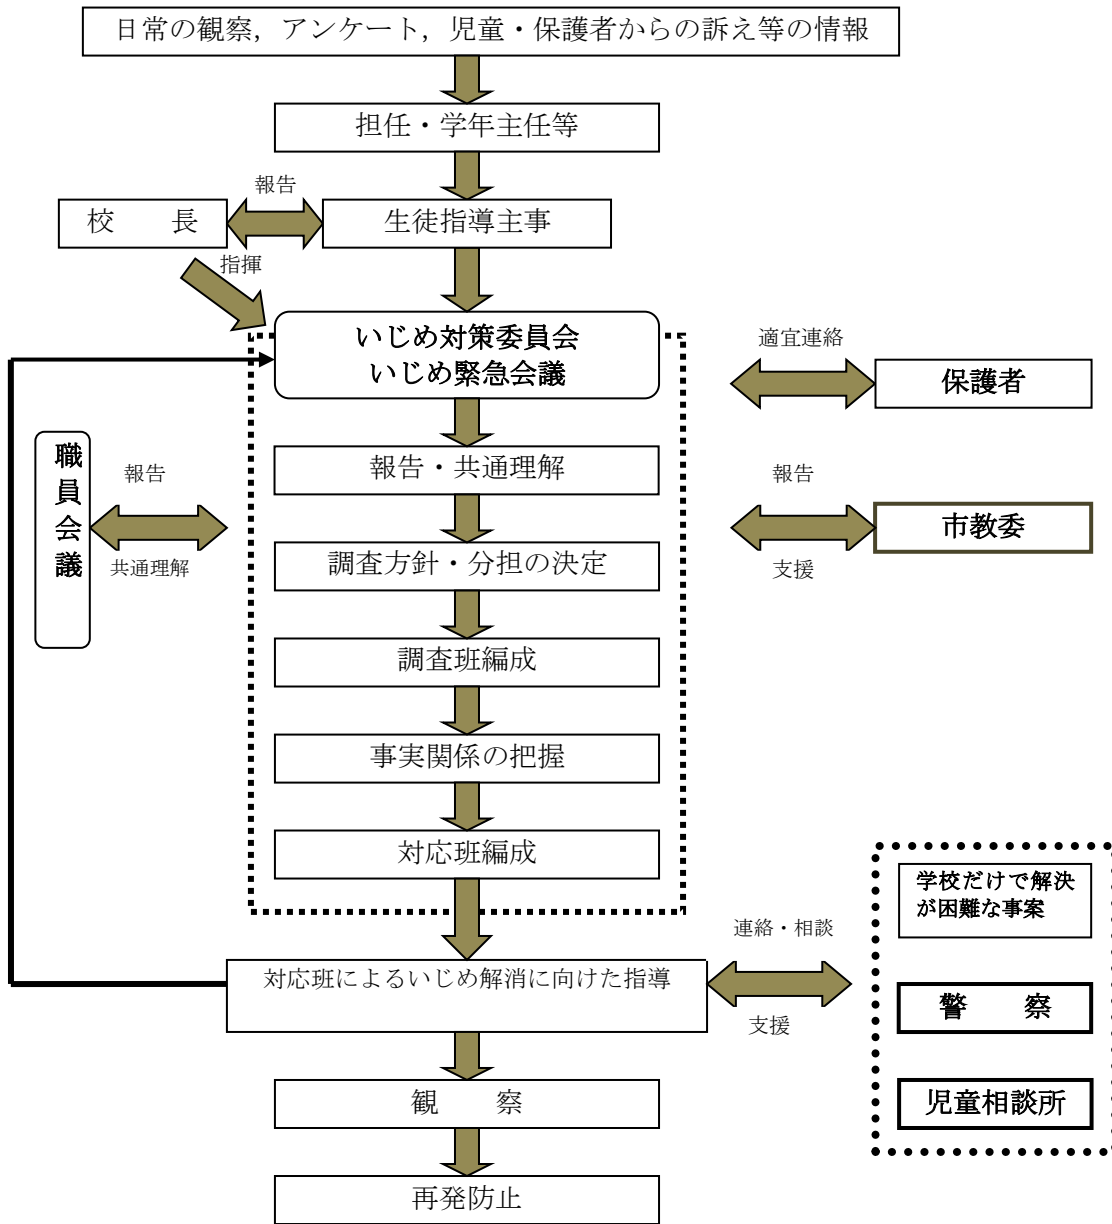 日常の観察，アンケート，児童・保護者からの訴え等の情報
担任・学年主任等
報告
校　　長
生徒指導主事
指揮
いじめ対策委員会
いじめ緊急会議
適宜連絡
保護者
職員会議
報告
共通理解
報告・共通理解
報告
市教委
支援
調査方針・分担の決定
調査班編成
事実関係の把握
対応班編成
学校だけで解決
が困難な事案
連絡・相談
対応班によるいじめ解消に向けた指導
支援
警　　察
児童相談所
観　　察
再発防止